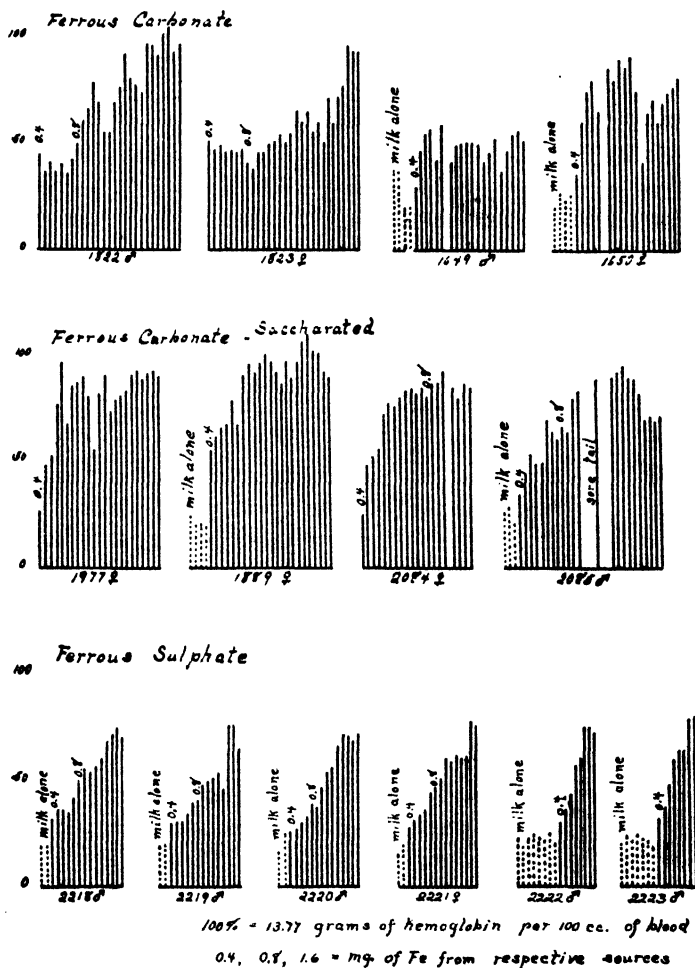 Ferrous Carbonate
100
50
0
0.4
0.8
1822♂
0.4
0.8
1823♀
milk alone
0.4
1649 ♂
milk alone
0.4
1650♀
Ferrous Carbonate - Saccharated
100
50
0
0.4
1977♀
milk alone
0.4
1889 ♀
0.4
0.8
2084♀
milk alone
0.4
0.8
sore tail
2085♂
Ferrous Sulphate
100
50
0
milk alone
0.4
0.8
2218♂
milk alone
0.4
0.8
2219♂
milk alone
0.4
0.8
2220♂
milk alone
0.4
0.8
2221♀
milk alone
0.4
2222♂
milk alone
0.4
2223♂
100% = 13.77 grams of hemoglobin per 100 cc. of blood
0.4, 0.8, 1.6 = mg. of Fe from respective sources